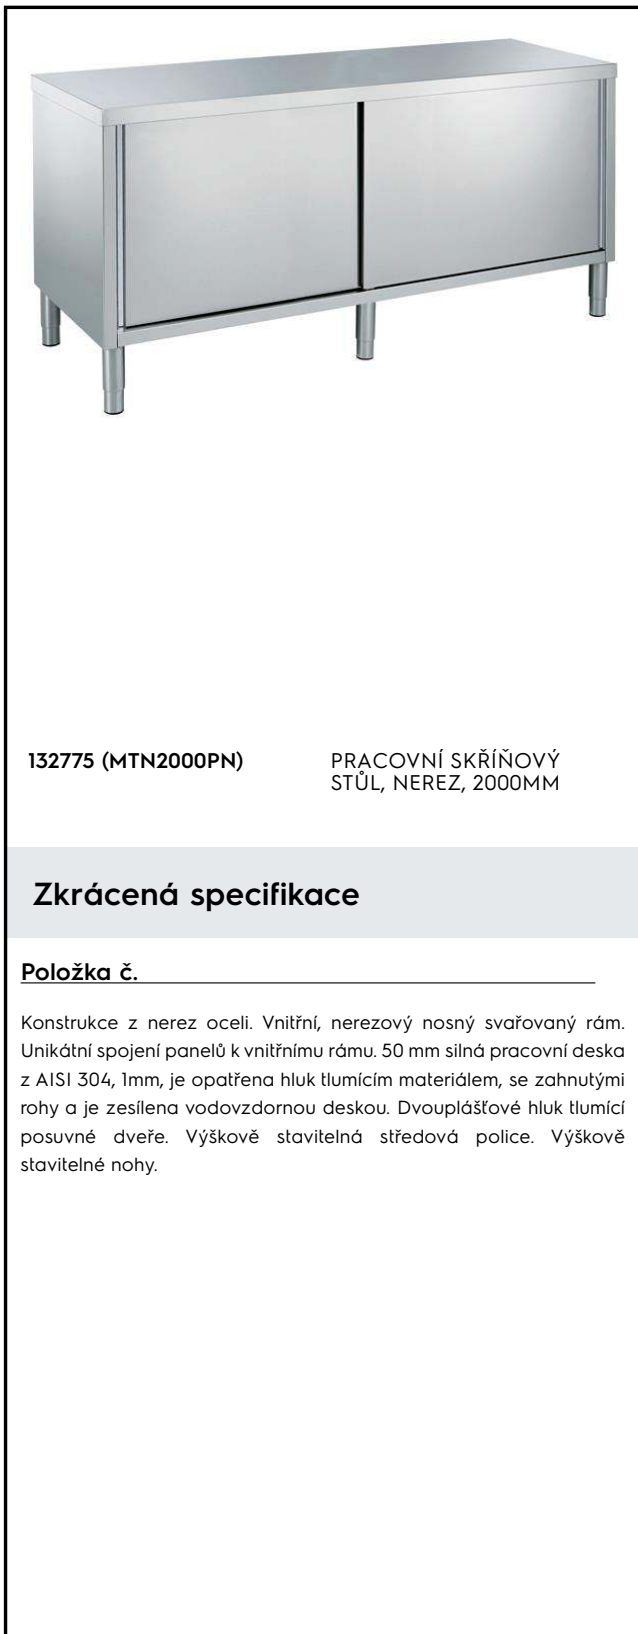 132775 (MTN2000PN)
PRACOVNÍ SKŘÍŇOVÝ
STŮL, NEREZ, 2000MM
Zkrácená specifikace
Položka č.
Konstrukce z nerez oceli. Vnitřní, nerezový nosný svařovaný rám.
Unikátní spojení panelů k vnitřnímu rámu. 50 mm silná pracovní deska
z AISI 304, 1mm, je opatřena hluk tlumícím materiálem, se zahnutými
rohy a je zesílena vodovzdornou deskou. Dvouplášťové hluk tlumící
posuvné dveře. Výškově stavitelná středová police. Výškově
stavitelné nohy.